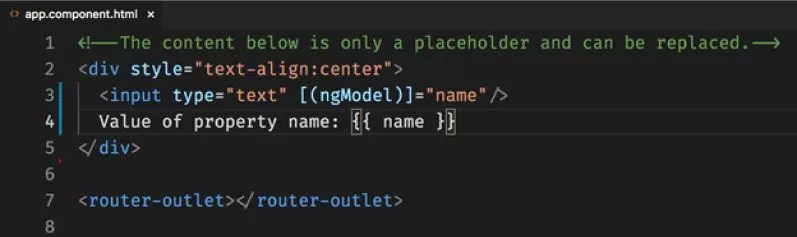 <> app.component.html ×
1 <!--The content below is only a placeholder and can be replaced.-->
2 <div style="text-align:center">
3 <input type="text" [(ngModel)]="name"/>
4 Value of property name: {{ name }}
5 </div>
6
7 <router-outlet></router-outlet>
8